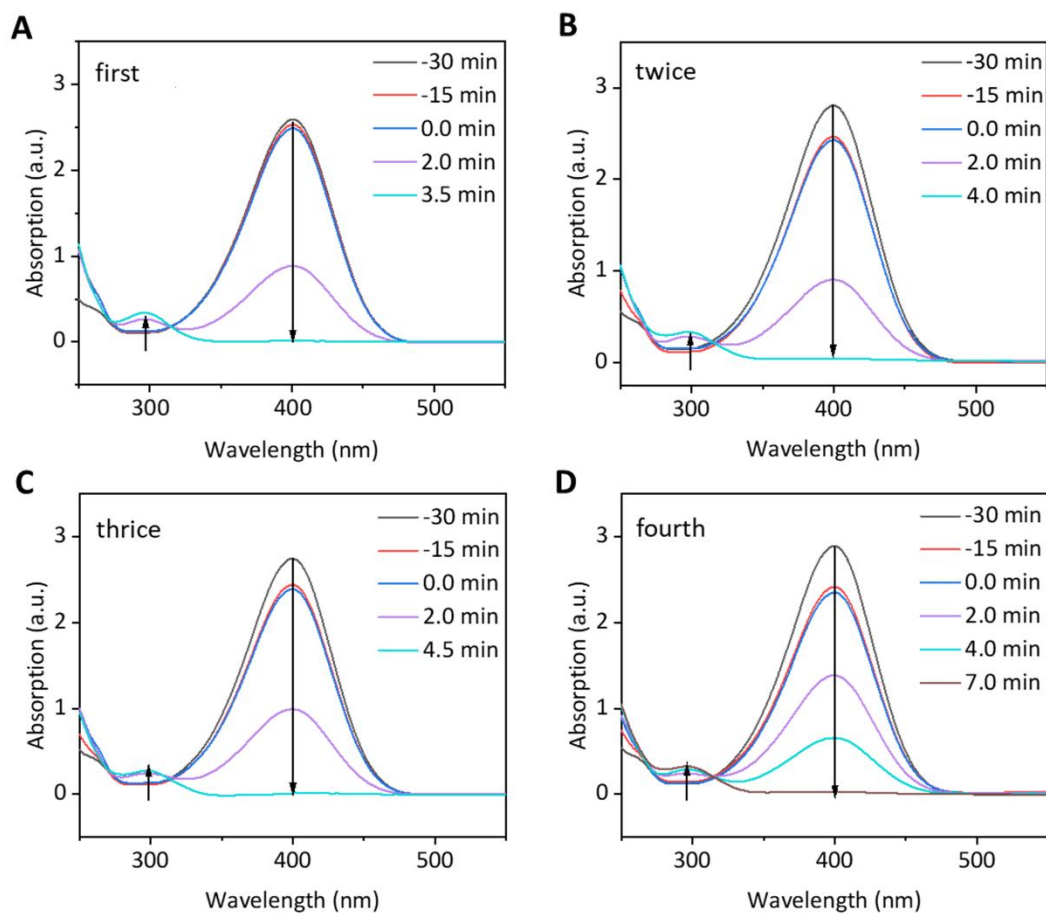 A
first
-30 min
-15 min
0.0 min
2.0 min
3.5 min
Absorption (a.u.)
3
2
1
0
300
400
500
Wavelength (nm)
B
twice
-30 min
-15 min
0.0 min
2.0 min
4.0 min
Absorption (a.u.)
3
2
1
0
300
400
500
Wavelength (nm)
C
thrice
-30 min
-15 min
0.0 min
2.0 min
4.5 min
Absorption (a.u.)
3
2
1
0
300
400
500
Wavelength (nm)
D
fourth
-30 min
-15 min
0.0 min
2.0 min
4.0 min
7.0 min
Absorption (a.u.)
3
2
1
0
300
400
500
Wavelength (nm)